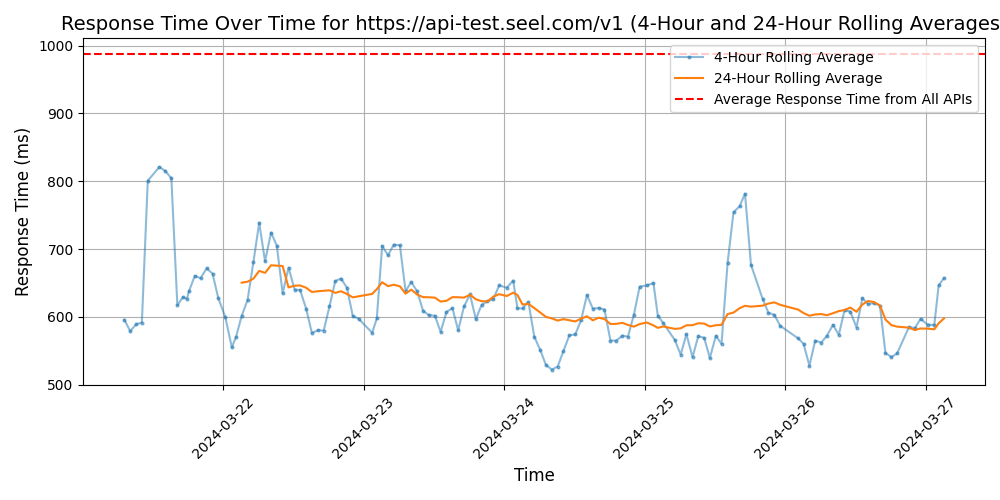 Response Time Over Time for https://api-test.seel.com/v1 (4-Hour and 24-Hour Rolling Averages
1000
900
800
700
600
500
Response Time (ms)
4-Hour Rolling Average
24-Hour Rolling Average
Average Response Time from All APIs
2024-03-22
2024-03-23
2024-03-24
2024-03-25
2024-03-26
2024-03-27
Time